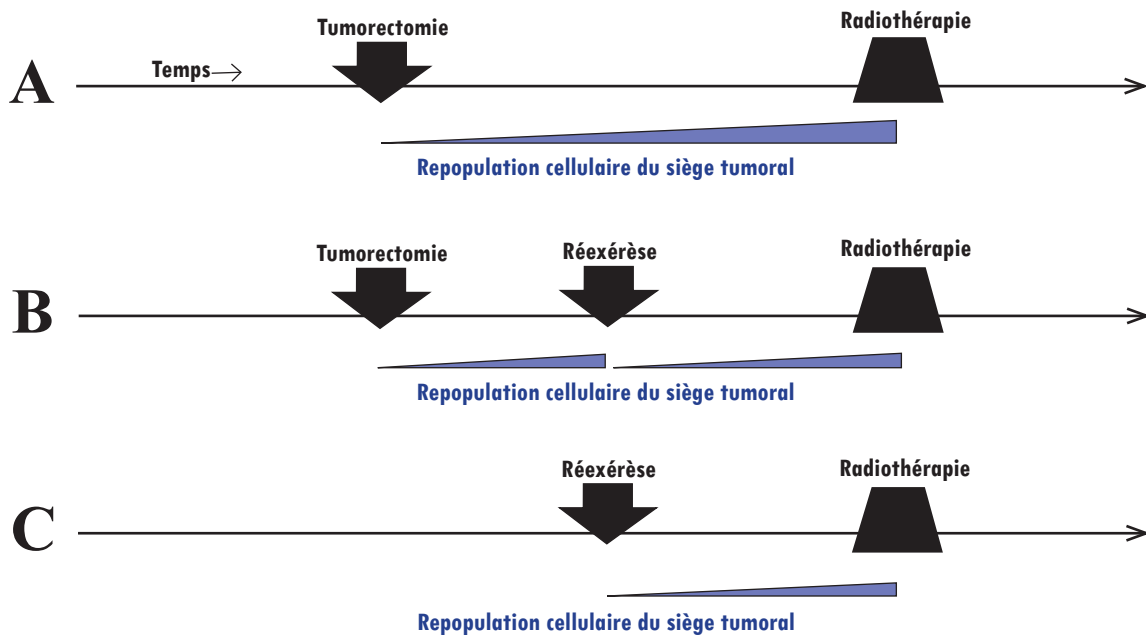 Tumorectomie
Radiothérapie
Temps→
A
Repopulation cellulaire du siège tumoral
Tumorectomie
Réexérèse
Radiothérapie
B
Repopulation cellulaire du siège tumoral
Réexérèse
Radiothérapie
C
Repopulation cellulaire du siège tumoral